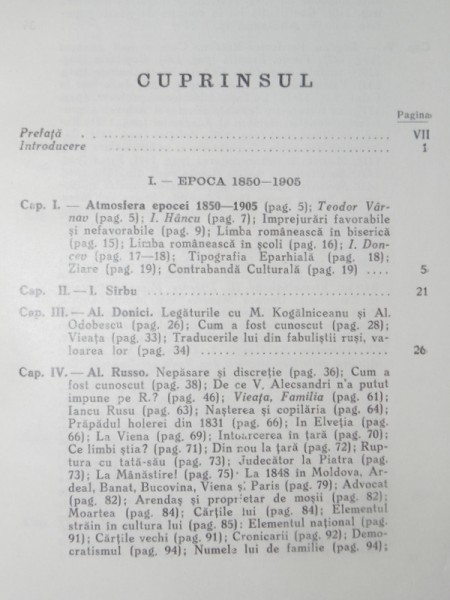 CUPRINSUL
Pagina
Prefață . . . . . . . . . . . . . . . . VII
Introducere . . . . . . . . . . . . . . 1
I. — EPOCA 1850—1905
Cap. I. — Atmosfera epocei 1850—1905 (pag. 5); Teodor Vâr-
nav (pag. 5); I. Hâncu (pag. 7); Imprejurări favorabile
și nefavorabile (pag. 9); Limba românească în biserică
(pag. 15); Limba românească în școli (pag. 16); I. Don-
cev (pag. 17—18); Tipografia Eparhială (pag. 18);
Ziare (pag. 19); Contrabandă Culturală (pag. 19) . . . . 5
Cap. II. — I. Sîrbu . . . . . . . . . . . . 21
Cap. III. — Al. Donici. Legăturile cu M. Kogălniceanu și Al.
Odobescu (pag. 26); Cum a fost cunoscut (pag. 28);
Vieața (pag. 33); Traducerile lui din fabuliștii ruși, va-
loarea lor (pag. 34) . . . . . . . . . . . . 26
Cap. IV. — Al. Russo. Nepăsare și discreție (pag. 36); Cum a
fost cunoscut (pag. 38); De ce V. Alecsandri n'a putut
impune pe R.? (pag. 46); Vieața, Familia (pag. 61);
Iancu Rusu (pag. 63); Nașterea și copilăria (pag. 64);
Prăpădul holerei din 1831 (pag. 66); In Elveția (pag.
66); La Viena (pag. 69); Intoarcerea în țară (pag. 70);
Ce limbi știa? (pag. 71); Din nou la țară (pag. 72); Rup-
tura cu tată-său (pag. 73); Judecător la Piatra (pag.
73); La Mănăstire! (pag. 75); La 1848 în Moldova, Ar-
deal, Banat, Bucovina, Viena și Paris (pag. 79); Advocat
(pag. 82); Arendaș și proprietar de moșii (pag. 82);
Moartea (pag. 84); Cărțile lui (pag. 84); Elementul
străin în cultura lui (pag. 85); Elementul național (pag.
91); Cărțile vechi (pag. 91); Cronicarii (pag. 92); Demo-
cratismul (pag. 94); Numele lui de familie (pag. 94);